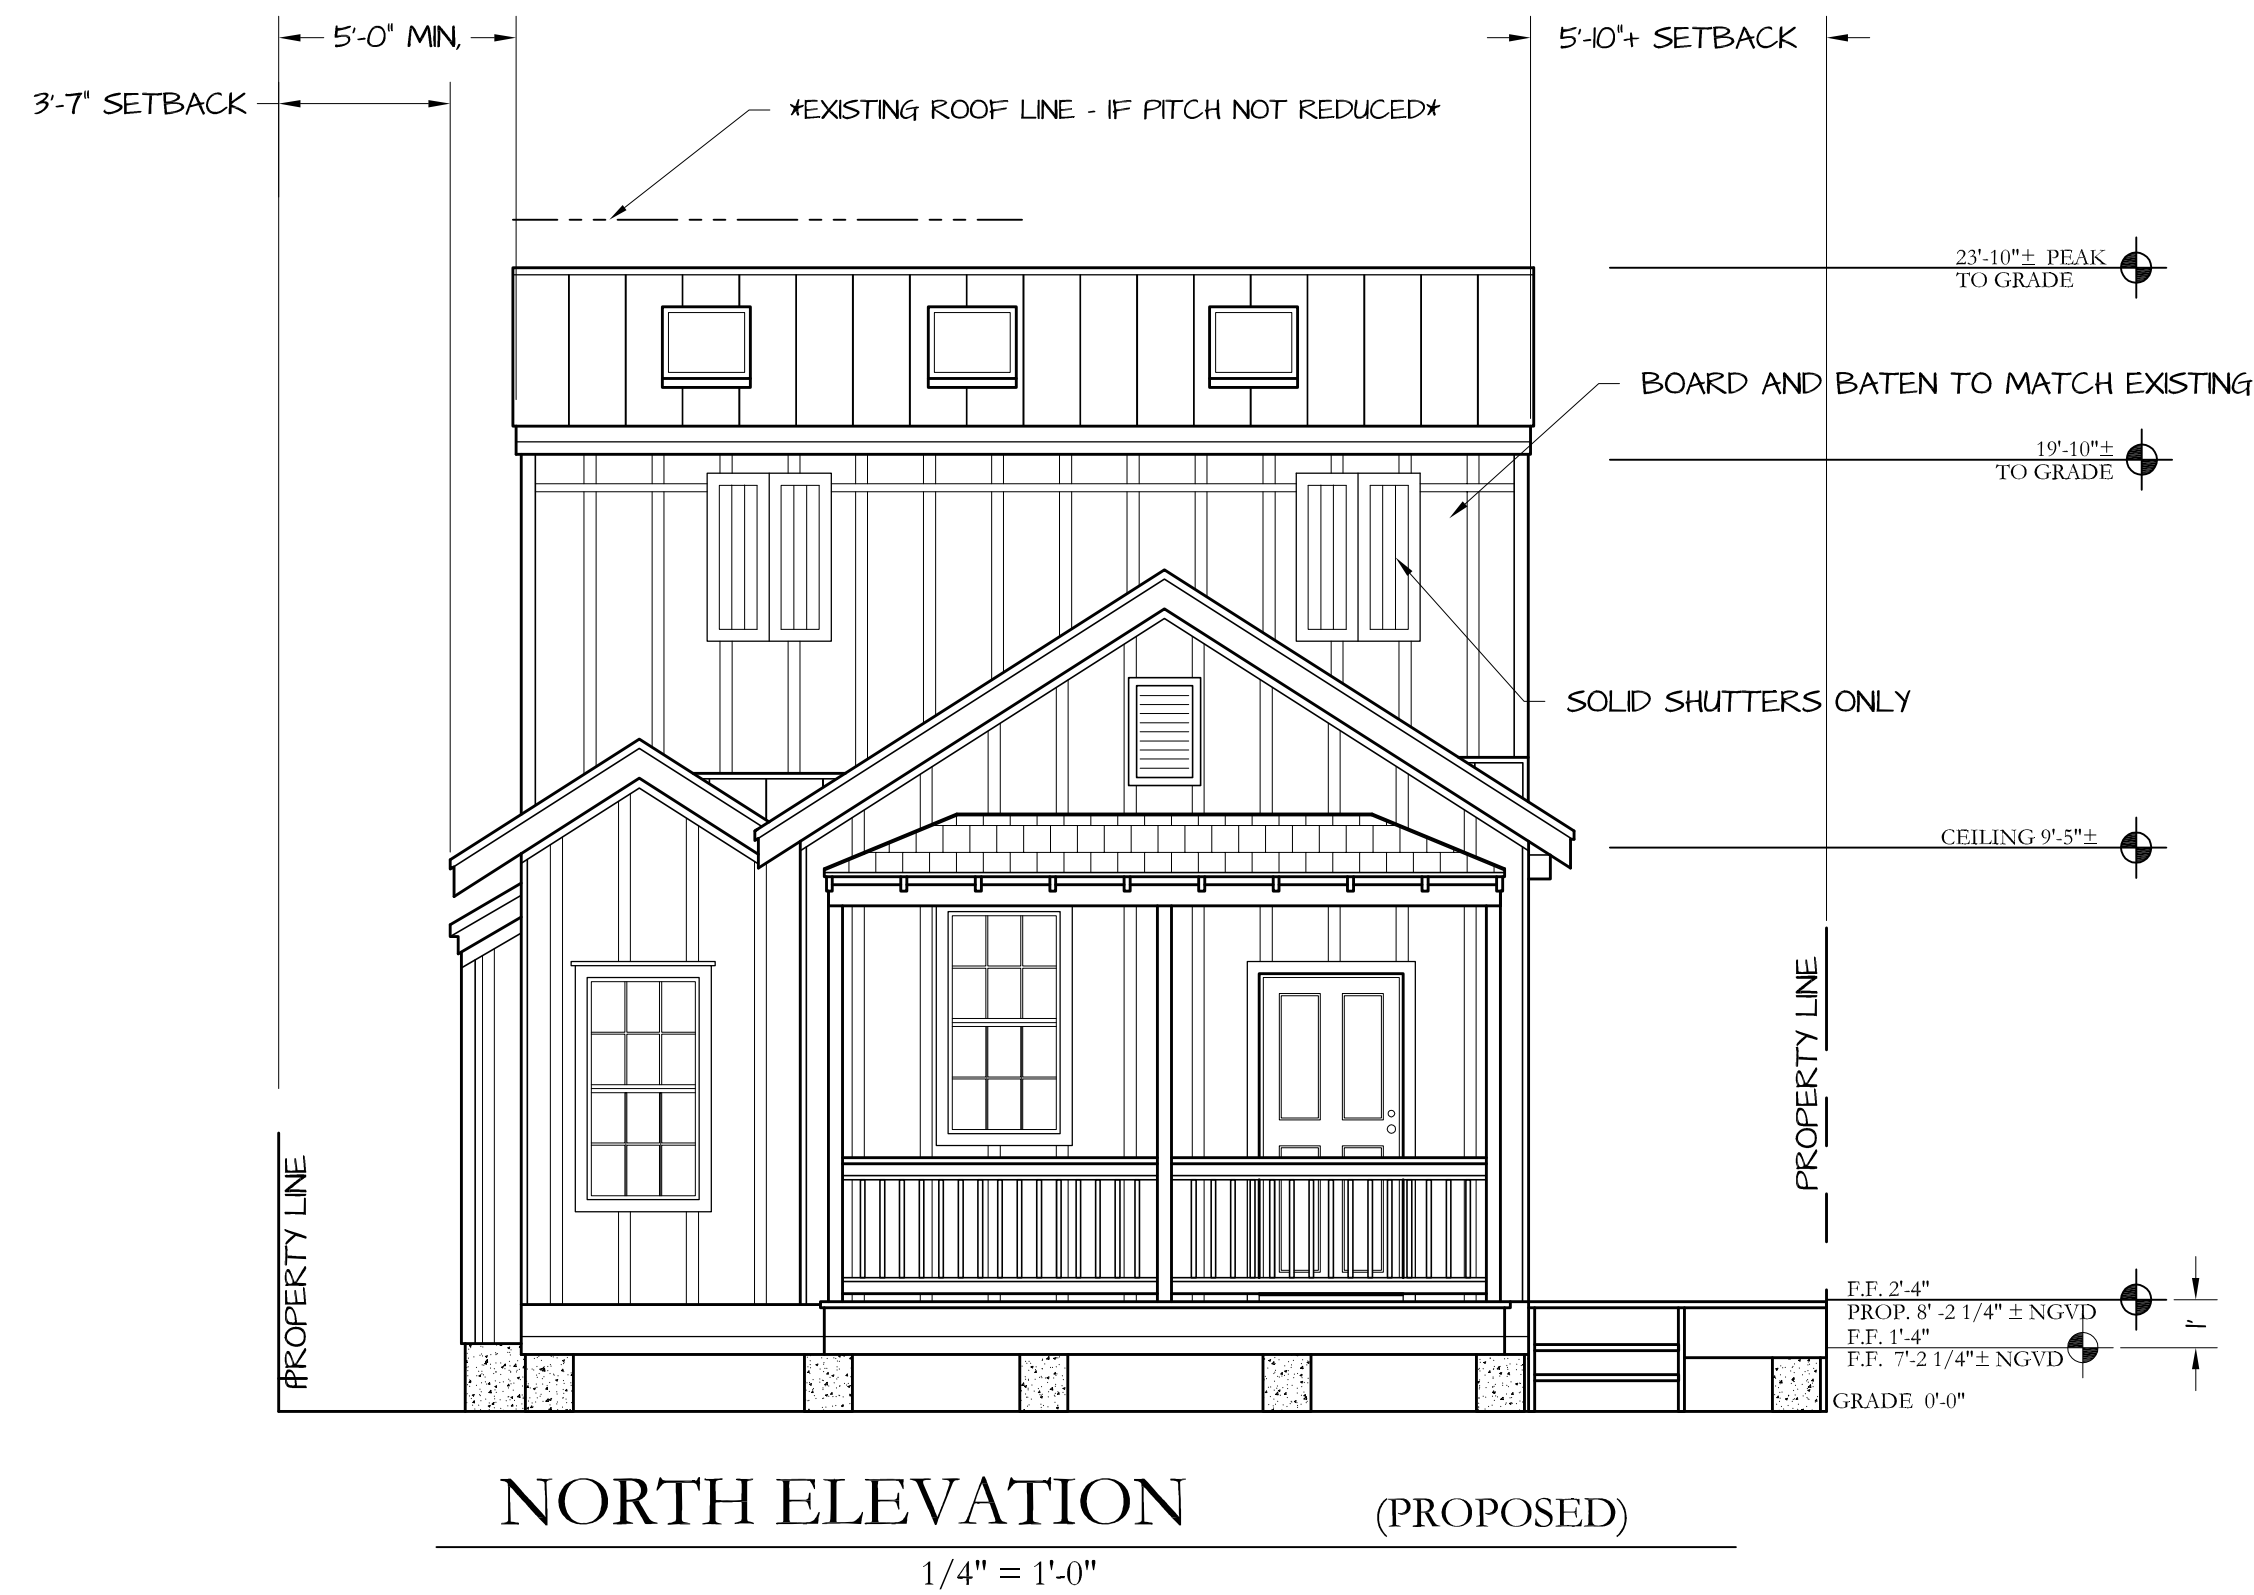 5'-0" MIN,
5'-10"+ SETBACK
3'-7" SETBACK
*EXISTING ROOF LINE - IF PITCH NOT REDUCED*
23'-10"± PEAK
TO GRADE
BOARD AND BATEN TO MATCH EXISTING
19'-10"±
TO GRADE
SOLID SHUTTERS ONLY
CEILING 9'-5"±
PROPERTY LINE
PROPERTY LINE
F.F. 2'-4"
PROP. 8' -2 1/4" ± NGVD
1'
F.F. 1'-4"
F.F. 7'-2 1/4"± NGVD
GRADE 0'-0"
NORTH ELEVATION (PROPOSED)
1/4" = 1'-0"